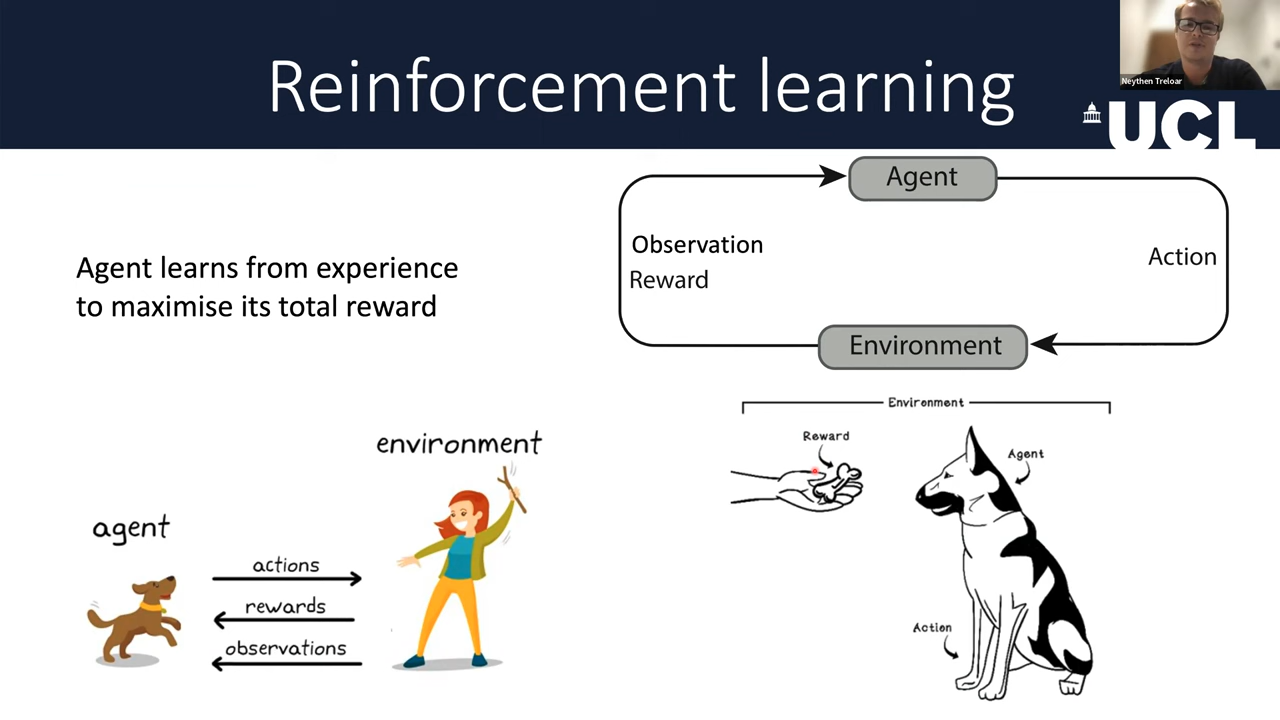 Reinforcement learning
Neythen Treloar
UCL
Agent
Observation
Reward
Action
Environment
Agent learns from experience
to maximise its total reward
environment
agent
actions
rewards
observations
Environment
Reward
Agent
Action